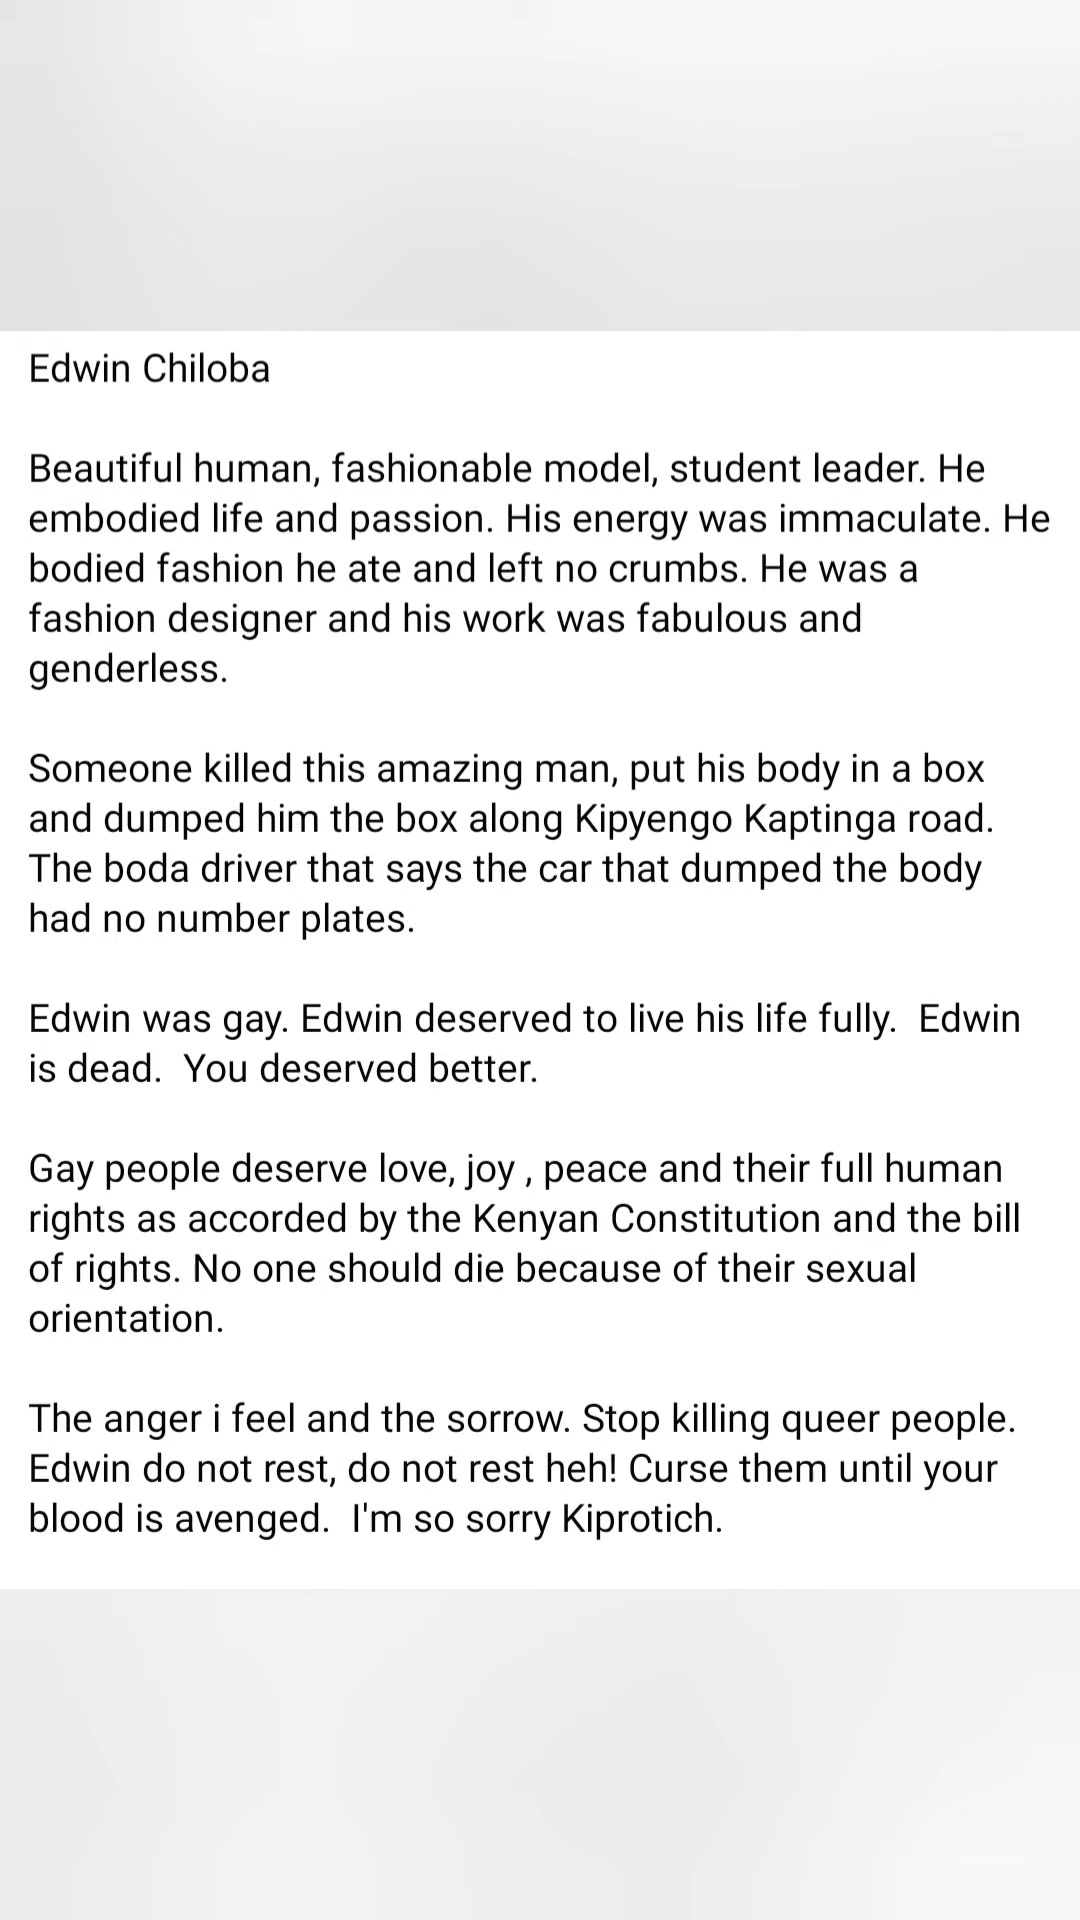 Edwin Chiloba
Beautiful human, fashionable model, student leader. He
embodied life and passion. His energy was immaculate. He
bodied fashion he ate and left no crumbs. He was a
fashion designer and his work was fabulous and
genderless.
Someone killed this amazing man, put his body in a box
and dumped him the box along Kipyengo Kaptinga road.
The boda driver that says the car that dumped the body
had no number plates.
Edwin was gay. Edwin deserved to live his life fully.  Edwin
is dead.  You deserved better.
Gay people deserve love, joy , peace and their full human
rights as accorded by the Kenyan Constitution and the bill
of rights. No one should die because of their sexual
orientation.
The anger i feel and the sorrow. Stop killing queer people.
Edwin do not rest, do not rest heh! Curse them until your
blood is avenged.  I'm so sorry Kiprotich.